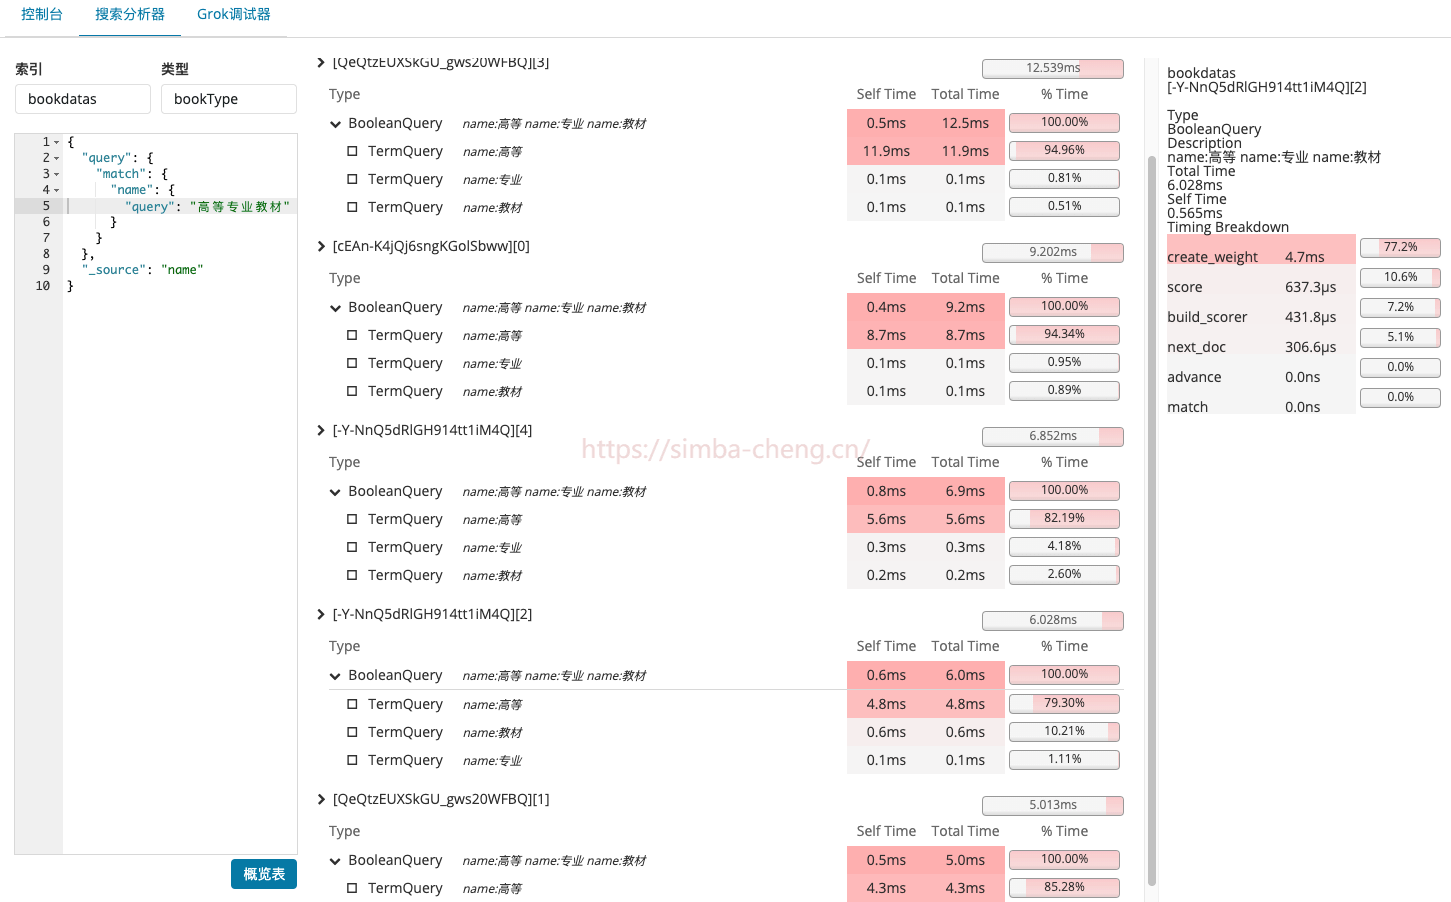 控制台 搜索分析器 Grok调试器
索引 类型
bookdatas bookType
1 {
2 "query": {
3 "match": {
4 "name": {
5 "query": "高等专业教材"
6 }
7 }
8 },
9 "_source": "name"
10 }
概览表
[QeQtzEUXSkGU_gws20WFBQ][3] 12.539ms
Type Self Time Total Time % Time
BooleanQuery name:高等 name:专业 name:教材 0.5ms 12.5ms 100.00%
TermQuery name:高等 11.9ms 11.9ms 94.96%
TermQuery name:专业 0.1ms 0.1ms 0.81%
TermQuery name:教材 0.1ms 0.1ms 0.51%
[cEAn-K4jQj6sngKGolSbww][0] 9.202ms
Type Self Time Total Time % Time
BooleanQuery name:高等 name:专业 name:教材 0.4ms 9.2ms 100.00%
TermQuery name:高等 8.7ms 8.7ms 94.34%
TermQuery name:专业 0.1ms 0.1ms 0.95%
TermQuery name:教材 0.1ms 0.1ms 0.89%
[-Y-NnQ5dRlGH914tt1iM4Q][4] 6.852ms
https://simba-cheng.cn/
Type Self Time Total Time % Time
BooleanQuery name:高等 name:专业 name:教材 0.8ms 6.9ms 100.00%
TermQuery name:高等 5.6ms 5.6ms 82.19%
TermQuery name:专业 0.3ms 0.3ms 4.18%
TermQuery name:教材 0.2ms 0.2ms 2.60%
[-Y-NnQ5dRlGH914tt1iM4Q][2] 6.028ms
Type Self Time Total Time % Time
BooleanQuery name:高等 name:专业 name:教材 0.6ms 6.0ms 100.00%
TermQuery name:高等 4.8ms 4.8ms 79.30%
TermQuery name:教材 0.6ms 0.6ms 10.21%
TermQuery name:专业 0.1ms 0.1ms 1.11%
[QeQtzEUXSkGU_gws20WFBQ][1] 5.013ms
Type Self Time Total Time % Time
BooleanQuery name:高等 name:专业 name:教材 0.5ms 5.0ms 100.00%
TermQuery name:高等 4.3ms 4.3ms 85.28%
bookdatas
[-Y-NnQ5dRlGH914tt1iM4Q][2]
Type
BooleanQuery
Description
name:高等 name:专业 name:教材
Total Time
6.028ms
Self Time
0.565ms
Timing Breakdown
create_weight 4.7ms 77.2%
score 637.3µs 10.6%
build_scorer 431.8µs 7.2%
next_doc 306.6µs 5.1%
advance 0.0ns 0.0%
match 0.0ns 0.0%